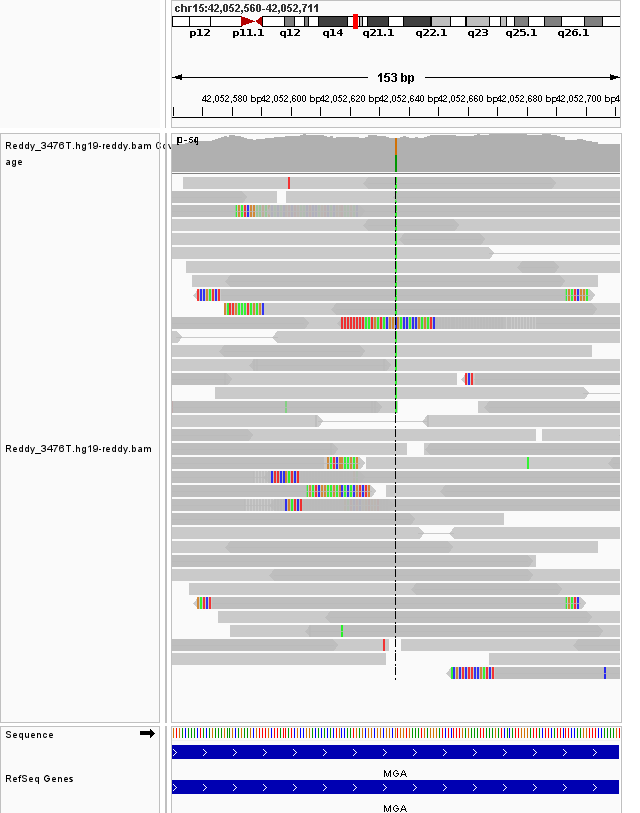 chr15:42,052,560-42,052,711
p12 p11.1 q12 q14 q21.1 q22.1 q23 q25.1 q26.1
153 bp
42,052,580 bp 42,052,600 bp 42,052,620 bp 42,052,640 bp 42,052,660 bp 42,052,680 bp 42,052,700 bp
Reddy_3476T.hg19-reddy.bam Cov
age
Reddy_3476T.hg19-reddy.bam
Sequence
MGA
RefSeq Genes
MGA